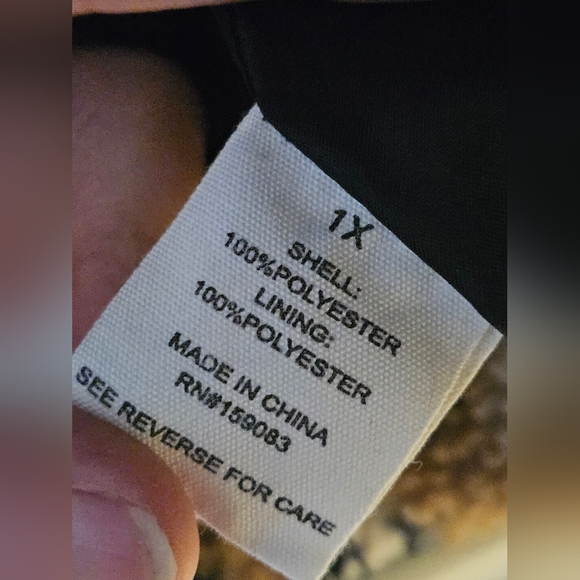 1X
SHELL:
100%POLYESTER
LINING:
100%POLYESTER
MADE IN CHINA
RN#159083
SEE REVERSE FOR CARE